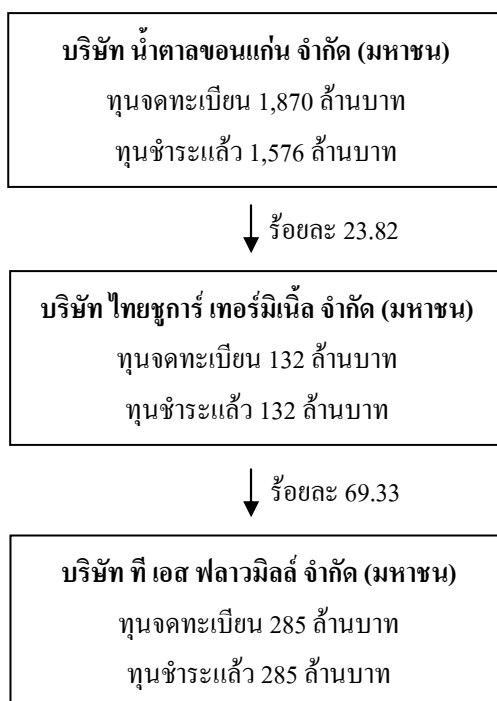 บริษัท น้ำตาลขอนแก่น จำกัด (มหาชน)
ทุนจดทะเบียน 1,870 ล้านบาท
ทุนชำระแล้ว 1,576 ล้านบาท
ร้อยละ 23.82
บริษัท ไทยชูการ์ เทอร์มิเนิ้ล จำกัด (มหาชน)
ทุนจดทะเบียน 132 ล้านบาท
ทุนชำระแล้ว 132 ล้านบาท
ร้อยละ 69.33
บริษัท ที เอส ฟลาวมิลล์ จำกัด (มหาชน)
ทุนจดทะเบียน 285 ล้านบาท
ทุนชำระแล้ว 285 ล้านบาท